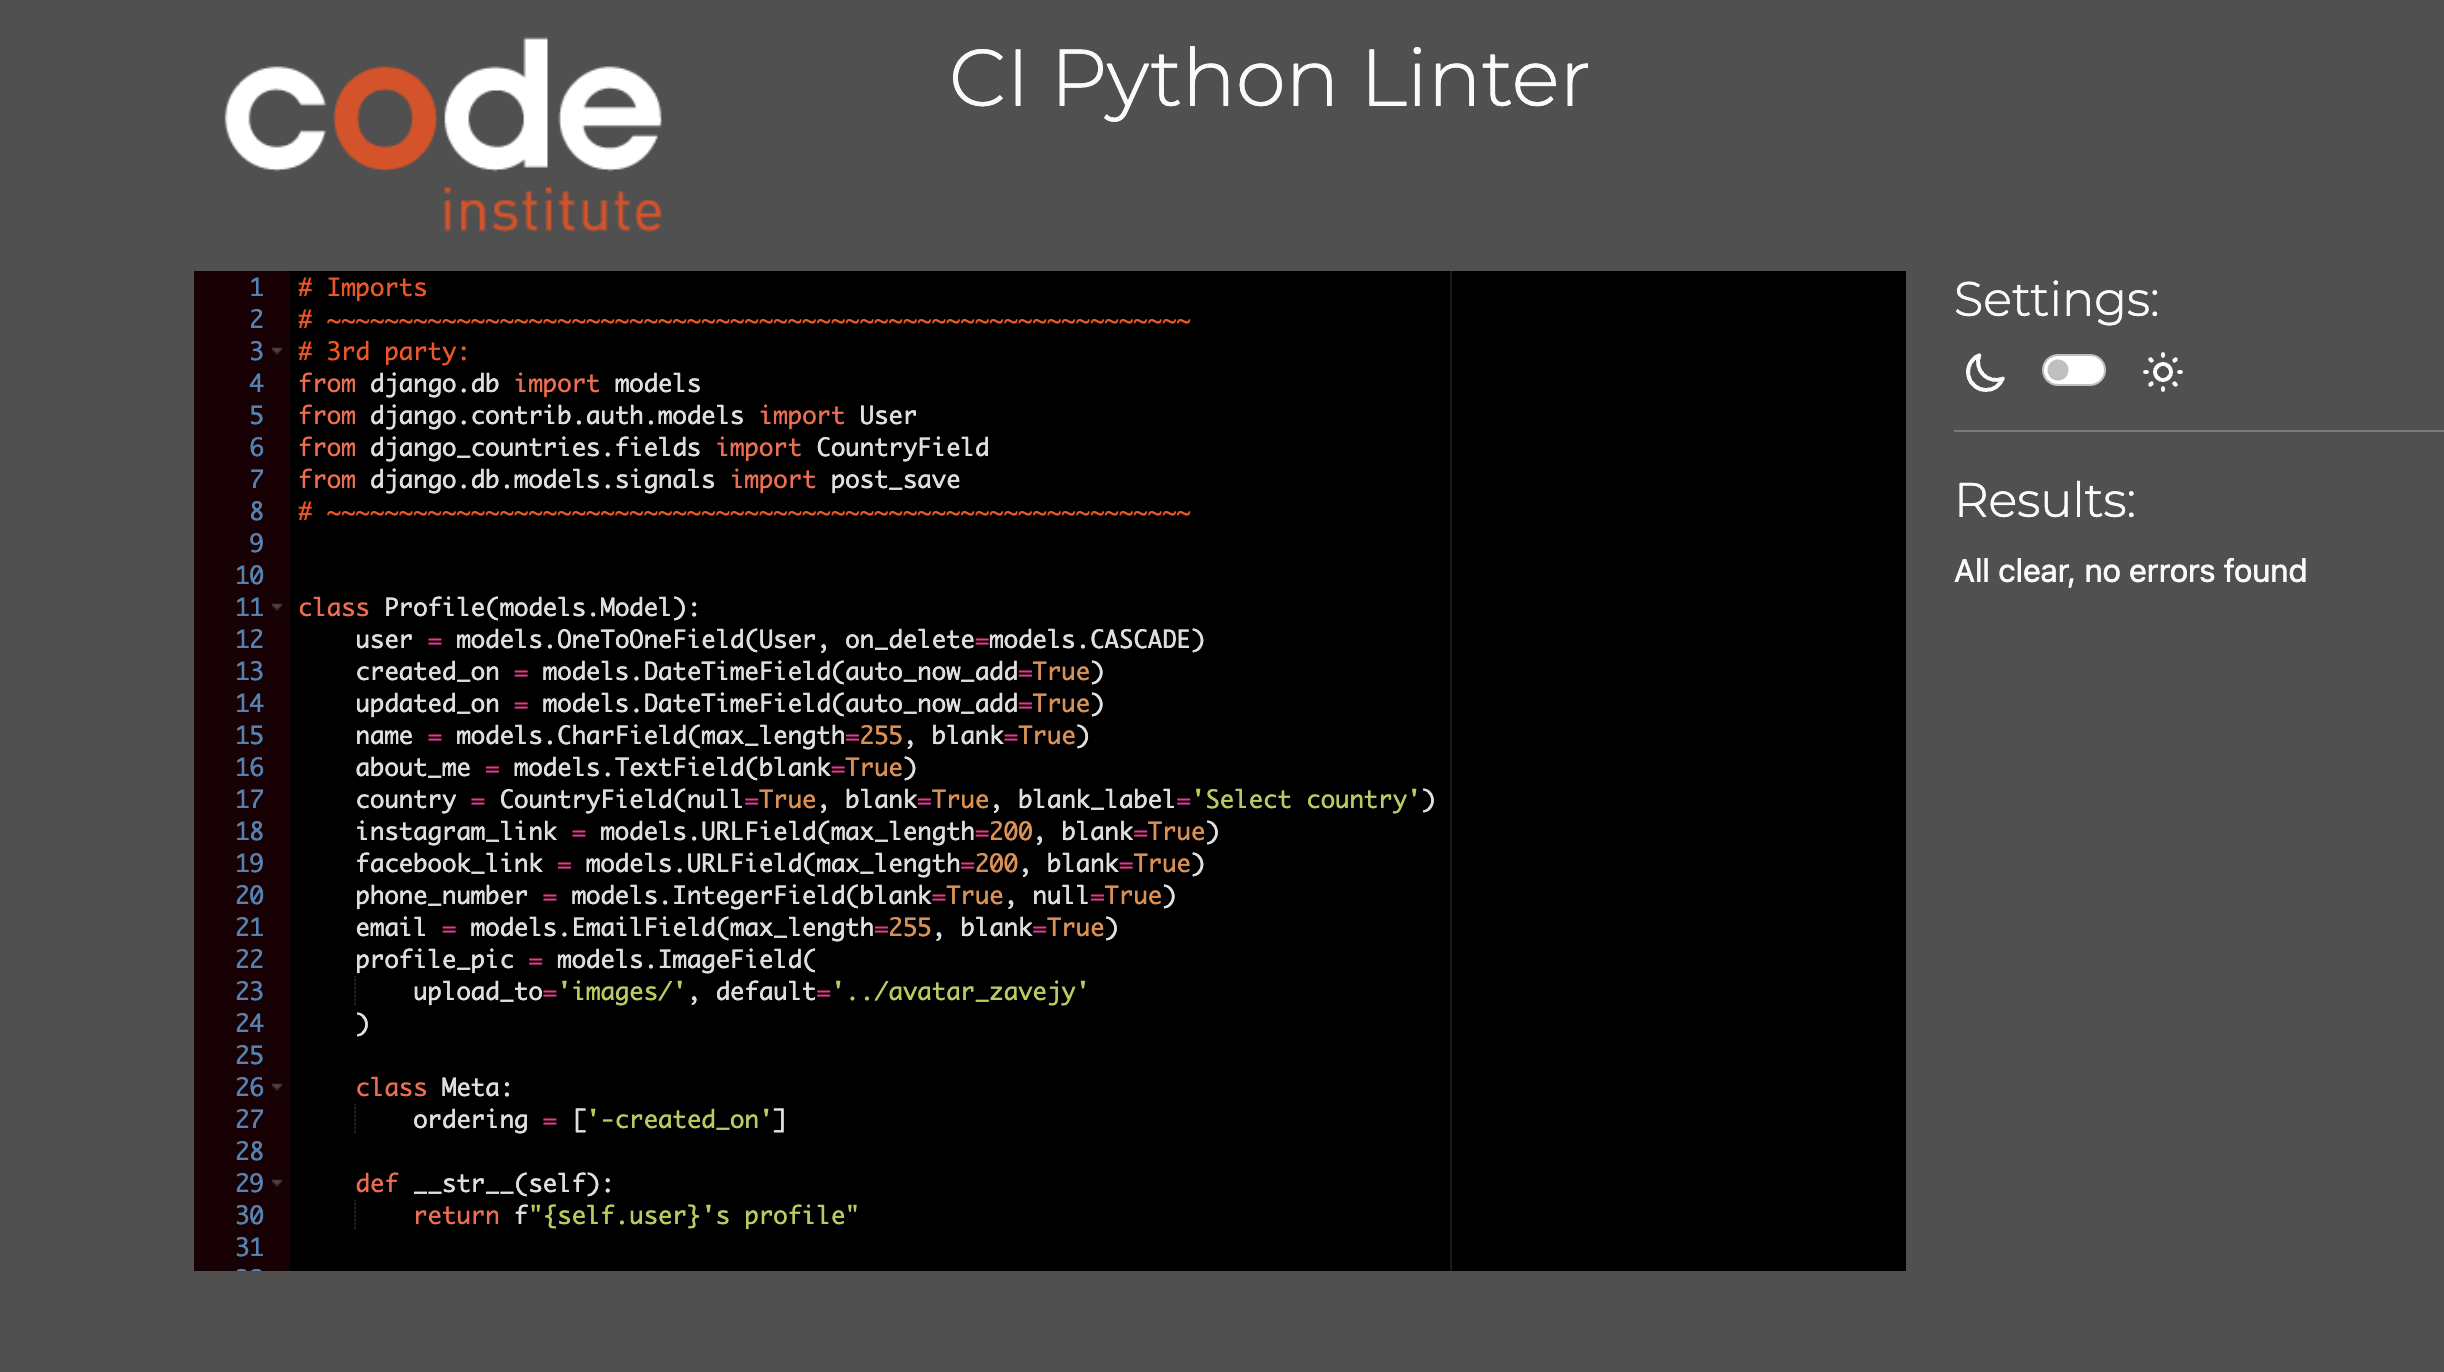 code
institute
CI Python Linter
1 # Imports
2 # ~~~~~~~~~~~~~~~~~~~~~~~~~~~~~~~~~~~~~~~~~~~~~~~~~~~~~~~~~~~~
3 # 3rd party:
4 from django.db import models
5 from django.contrib.auth.models import User
6 from django_countries.fields import CountryField
7 from django.db.models.signals import post_save
8 # ~~~~~~~~~~~~~~~~~~~~~~~~~~~~~~~~~~~~~~~~~~~~~~~~~~~~~~~~~~~~
9
10
11 class Profile(models.Model):
12     user = models.OneToOneField(User, on_delete=models.CASCADE)
13     created_on = models.DateTimeField(auto_now_add=True)
14     updated_on = models.DateTimeField(auto_now_add=True)
15     name = models.CharField(max_length=255, blank=True)
16     about_me = models.TextField(blank=True)
17     country = CountryField(null=True, blank=True, blank_label='Select country')
18     instagram_link = models.URLField(max_length=200, blank=True)
19     facebook_link = models.URLField(max_length=200, blank=True)
20     phone_number = models.IntegerField(blank=True, null=True)
21     email = models.EmailField(max_length=255, blank=True)
22     profile_pic = models.ImageField(
23         upload_to='images/', default='../avatar_zavejy'
24     )
25
26     class Meta:
27         ordering = ['-created_on']
28
29     def __str__(self):
30         return f"{self.user}'s profile"
31
Settings:
Results:
All clear, no errors found